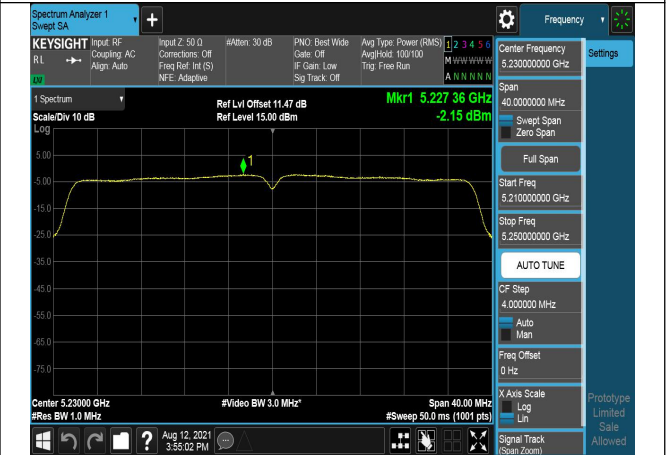 Spectrum Analyzer 1
Swept SA
Frequency
KEYSIGHT
RL
LXI
Input: RF
Coupling: AC
Align: Auto
Input Z: 50 Ω
Corrections: Off
Freq Ref: Int (S)
NFE: Adaptive
#Atten: 30 dB
PNO: Best Wide
Gate: Off
IF Gain: Low
Sig Track: Off
Avg Type: Power (RMS)
Avg|Hold: 100/100
Trig: Free Run
1 2 3 4 5 6
M W W W W W
A N N N N N
1 Spectrum
Scale/Div 10 dB
Log
Ref Lvl Offset 11.47 dB
Ref Level 15.00 dBm
Mkr1 5.227 36 GHz
-2.15 dBm
5.00
-5.00
-15.0
-25.0
-35.0
-45.0
-55.0
-65.0
-75.0
1
Center 5.23000 GHz
#Res BW 1.0 MHz
#Video BW 3.0 MHz*
Span 40.00 MHz
#Sweep 50.0 ms (1001 pts)
Center Frequency
5.230000000 GHz
Settings
Span
40.0000000 MHz
Swept Span
Zero Span
Full Span
Start Freq
5.210000000 GHz
Stop Freq
5.250000000 GHz
AUTO TUNE
CF Step
4.000000 MHz
Auto
Man
Freq Offset
0 Hz
X Axis Scale
Log
Lin
Signal Track
(Span Zoom)
Prototype
Limited
Sale
Allowed
?
Aug 12, 2021
3:55:02 PM